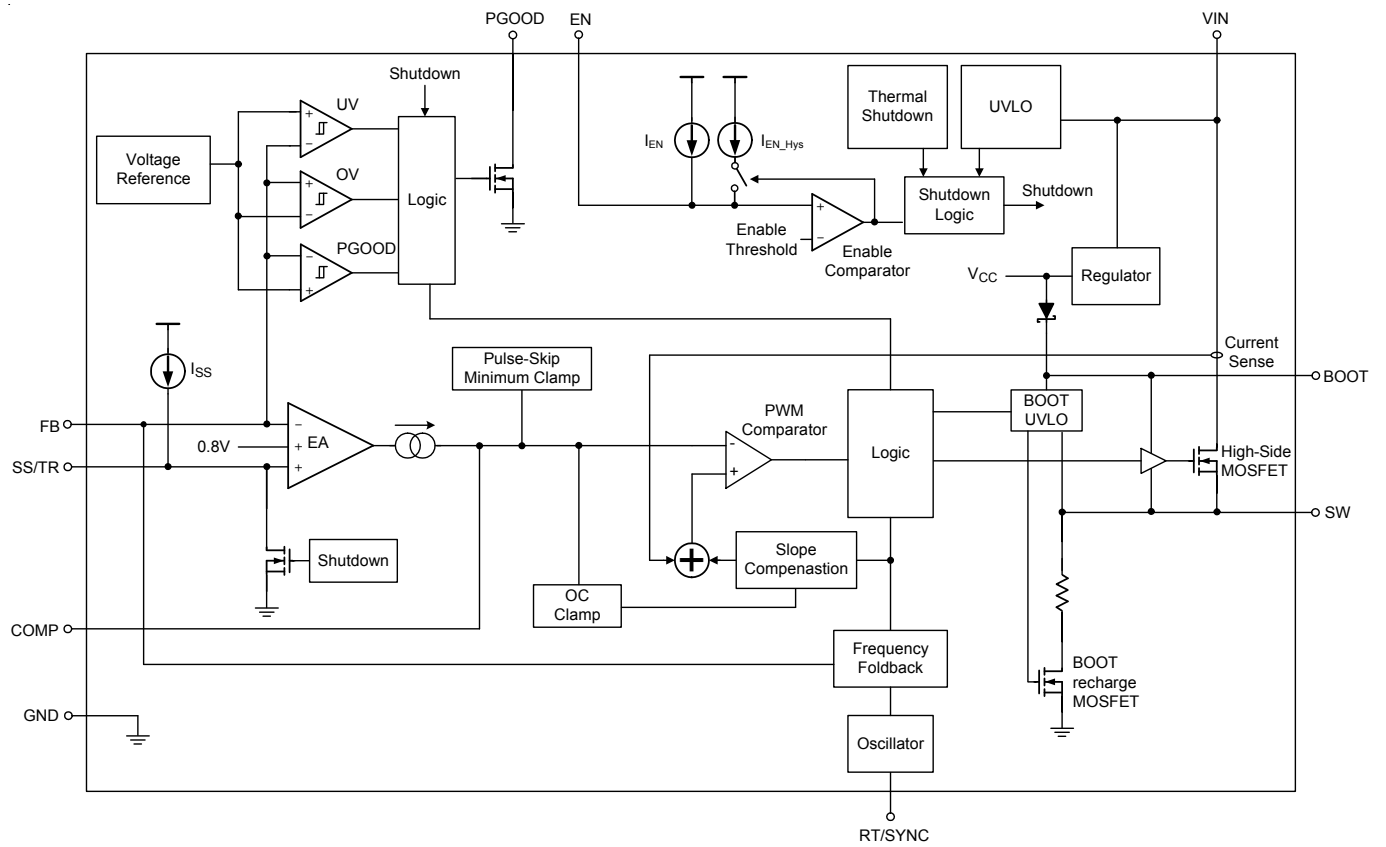 PGOOD
EN
VIN
Shutdown
UV
+
−
Voltage
Reference
OV
+
−
Logic
PGOOD
−
+
IEN
IEN_Hys
Thermal
Shutdown
UVLO
Shutdown
Logic
Shutdown
+
−
Enable
Threshold
Enable
Comparator
VCC
Regulator
Current
Sense
BOOT
ISS
Pulse-Skip
Minimum Clamp
BOOT
UVLO
FB
0.8V
SS/TR
−
+
+
EA
PWM
Comparator
-
+
Logic
High-Side
MOSFET
SW
Shutdown
Slope
Compenastion
OC
Clamp
COMP
Frequency
Foldback
BOOT
recharge
MOSFET
GND
Oscillator
RT/SYNC